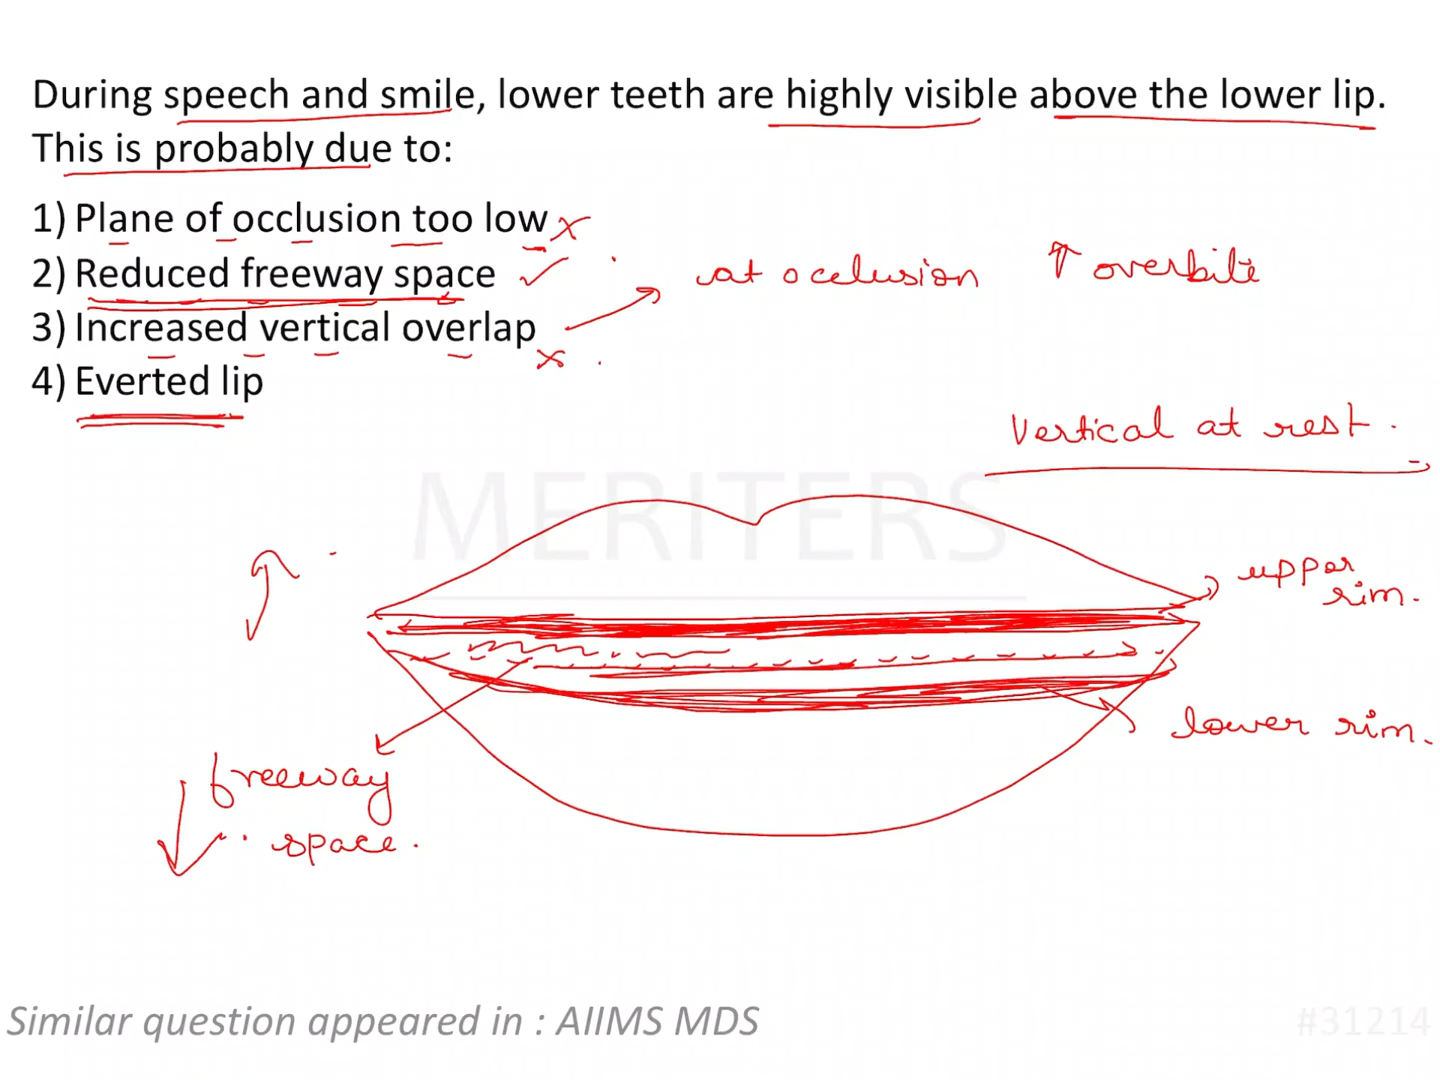 During speech and smile, lower teeth are highly visible above the lower lip.
This is probably due to:
1) Plane of occlusion too low x
2) Reduced freeway space ✓
at occlusion ↑ overbite
3) Increased vertical overlap x
4) Everted lip
Vertical at rest.
MERITERS
upper
rim.
lower rim.
freeway
space.
Similar question appeared in : AIIMS MDS
#31214